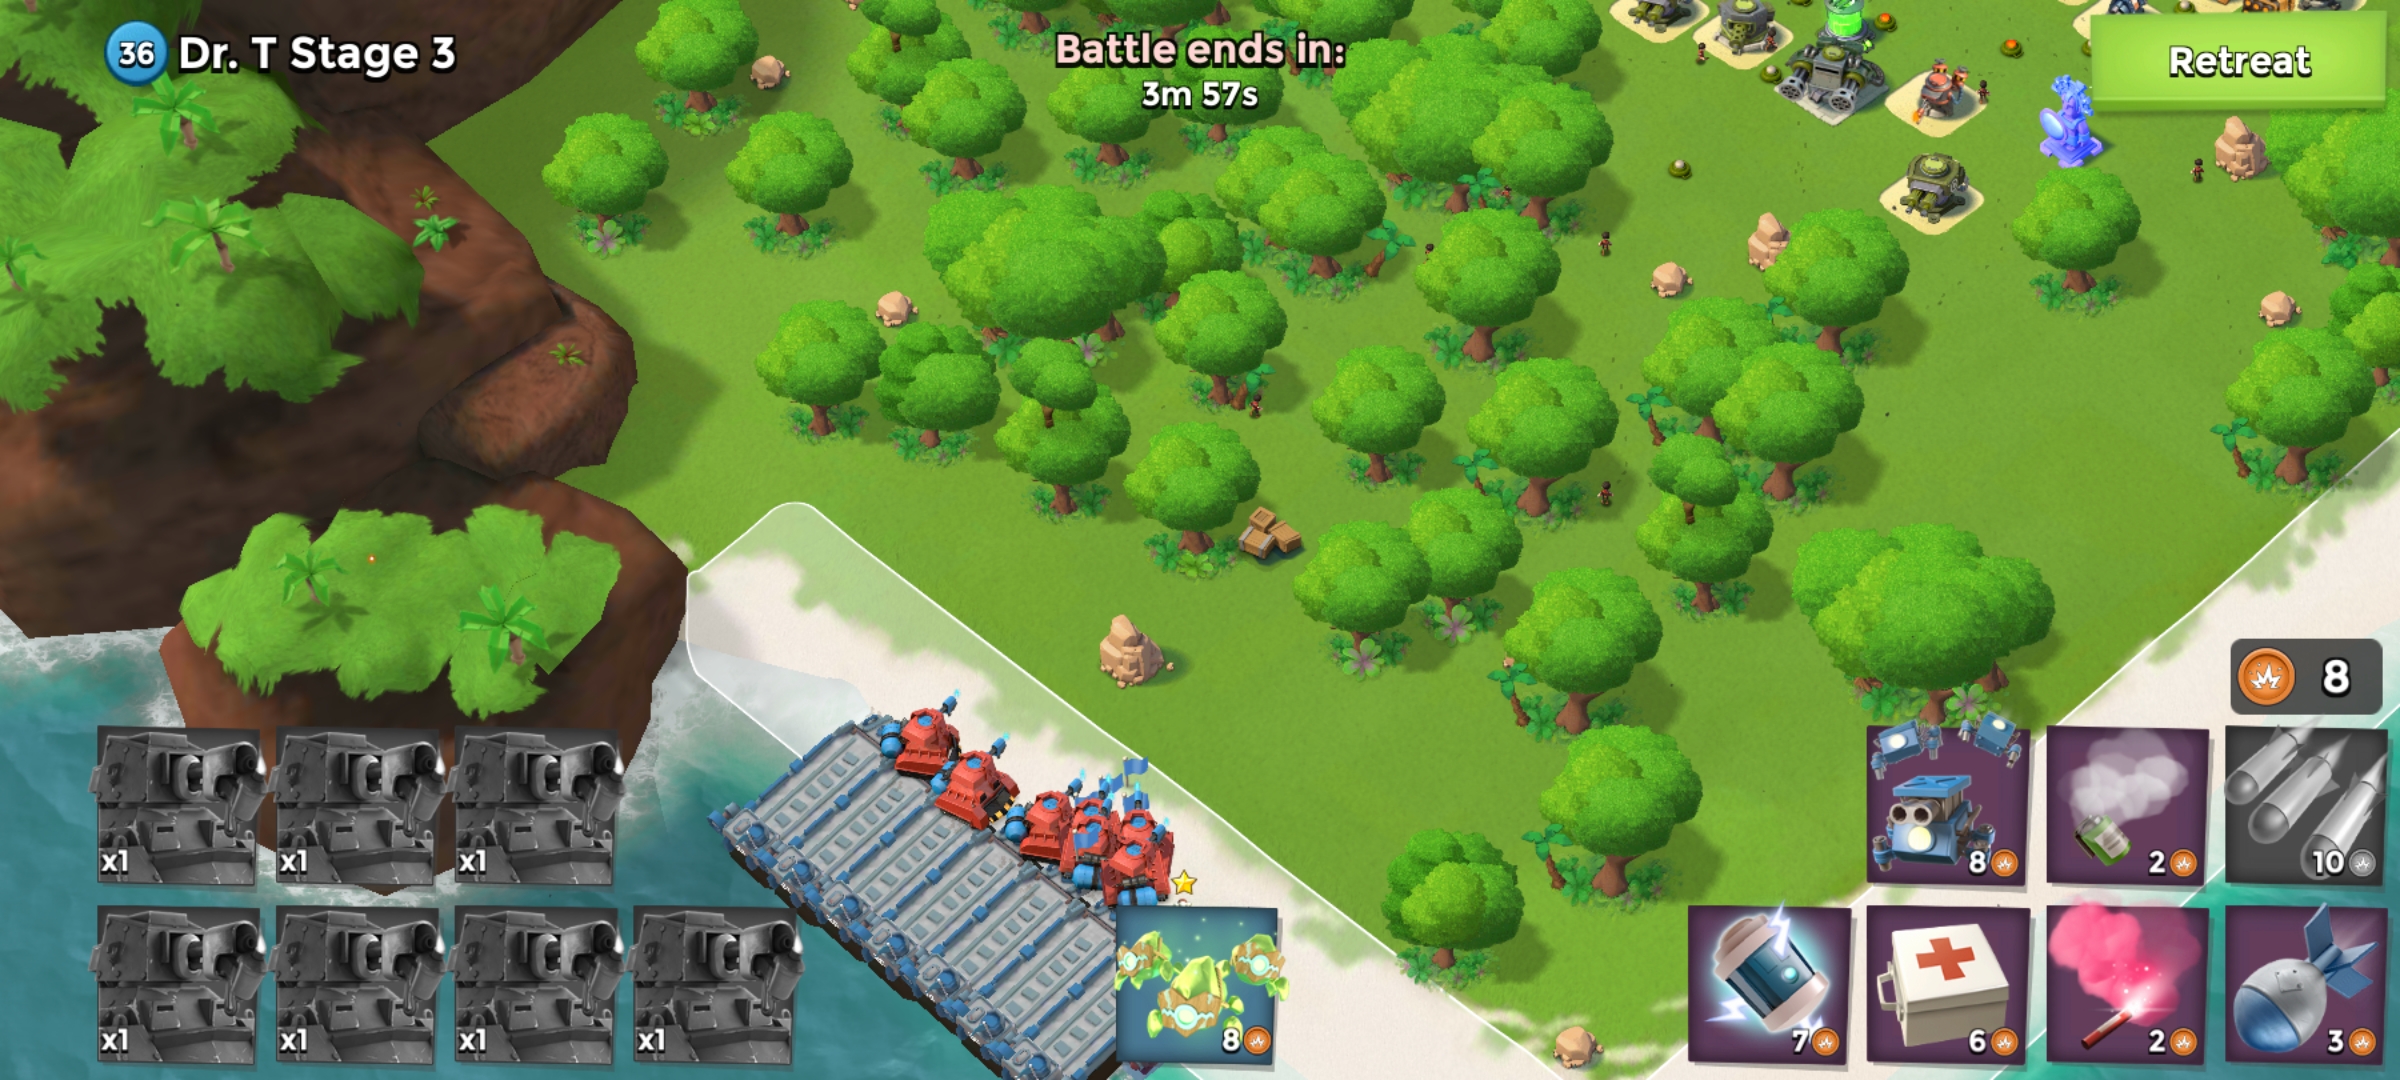 36 Dr. T Stage 3
Battle ends in:
3m 57s
Retreat
8
x1 x1 x1
8 2 10
x1 x1 x1 x1
8 7 6 2 3